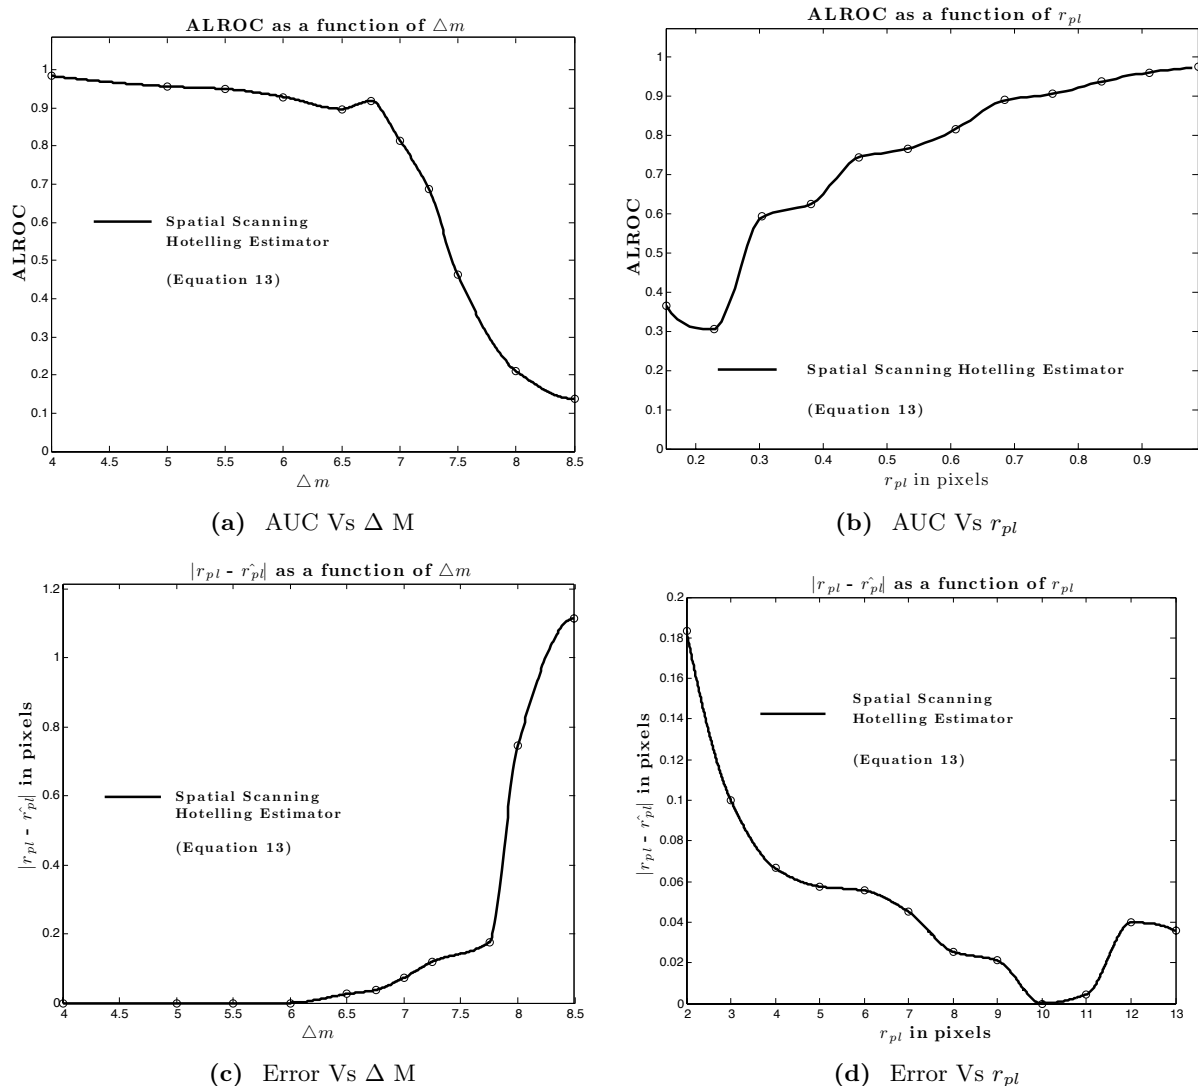 ALROC as a function of △m
ALROC
1
0.9
0.8
0.7
0.6
0.5
0.4
0.3
0.2
0.1
0
Spatial Scanning
Hotelling Estimator
(Equation 13)
4 4.5 5 5.5 6 6.5 7 7.5 8 8.5
△m
(a) AUC Vs Δ M
ALROC as a function of r_pl
ALROC
1
0.9
0.8
0.7
0.6
0.5
0.4
0.3
0.2
0.1
0
Spatial Scanning Hotelling Estimator
(Equation 13)
0.2 0.3 0.4 0.5 0.6 0.7 0.8 0.9
r_pl in pixels
(b) AUC Vs r_pl
|r_pl - r̂_pl| as a function of △m
|r_pl - r̂_pl| in pixels
1.2
1
0.8
0.6
0.4
0.2
0
Spatial Scanning
Hotelling Estimator
(Equation 13)
4 4.5 5 5.5 6 6.5 7 7.5 8 8.5
△m
(c) Error Vs Δ M
|r_pl - r̂_pl| as a function of r_pl
|r_pl - r̂_pl| in pixels
0.2
0.18
0.16
0.14
0.12
0.1
0.08
0.06
0.04
0.02
0
Spatial Scanning
Hotelling Estimator
(Equation 13)
2 3 4 5 6 7 8 9 10 11 12 13
r_pl in pixels
(d) Error Vs r_pl